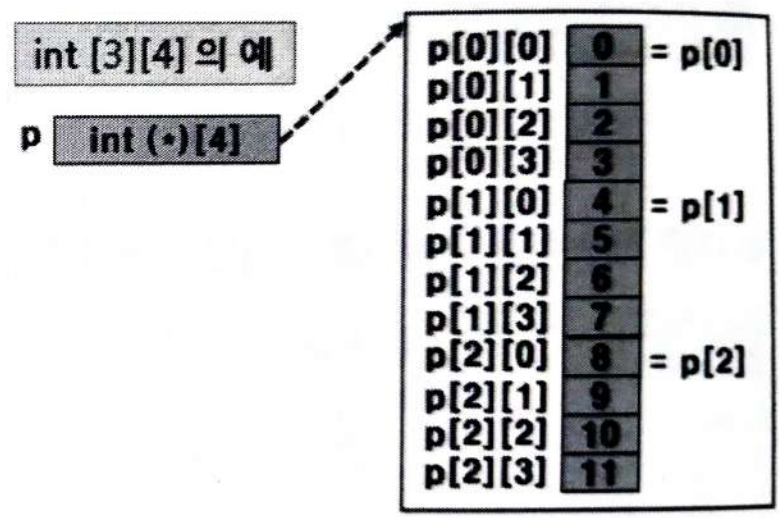 int [3][4] 의 예
p int (*)[4]
p[0][0] 0 = p[0]
p[0][1] 1
p[0][2] 2
p[0][3] 3
p[1][0] 4 = p[1]
p[1][1] 5
p[1][2] 6
p[1][3] 7
p[2][0] 8 = p[2]
p[2][1] 9
p[2][2] 10
p[2][3] 11